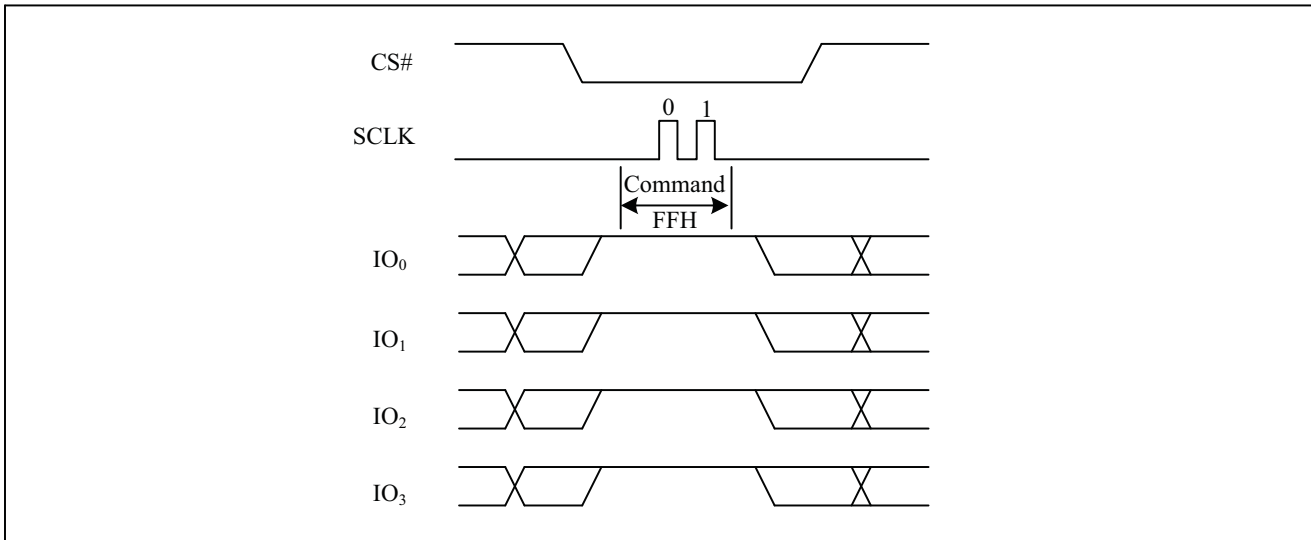 CS#
0 1
SCLK
Command
FFH
IO₀
IO₁
IO₂
IO₃